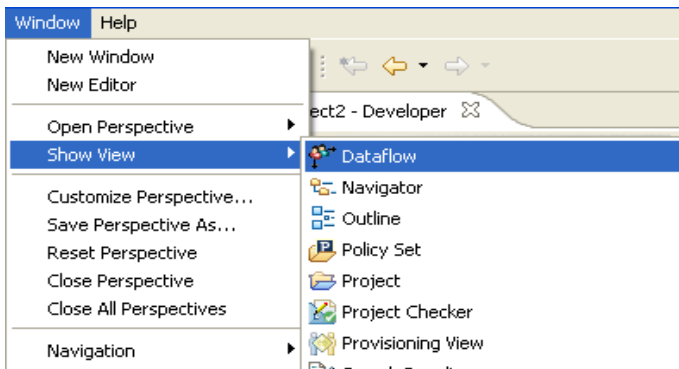 Window Help
New Window
New Editor
ect2 - Developer
Open Perspective
Show View
Dataflow
Navigator
Customize Perspective...
Outline
Save Perspective As...
Policy Set
Reset Perspective
Close Perspective
Project
Close All Perspectives
Project Checker
Navigation
Provisioning View